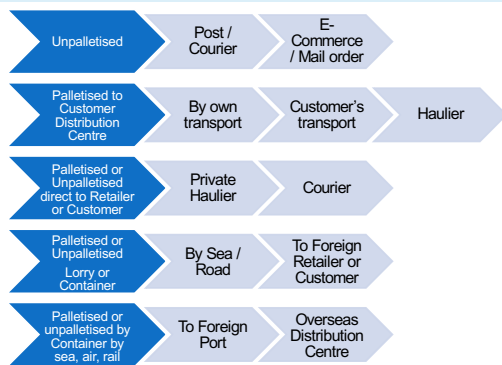 Unpalletised
Post /
Courier
E-
Commerce
/ Mail order
Palletised to
Customer
Distribution
Centre
By own
transport
Customer's
transport
Haulier
Palletised or
Unpalletised
direct to Retailer
or Customer
Private
Haulier
Courier
Palletised or
Unpalletised
Lorry or
Container
By Sea /
Road
To Foreign
Retailer or
Customer
Palletised or
unpalletised by
Container by
sea, air, rail
To Foreign
Port
Overseas
Distribution
Centre